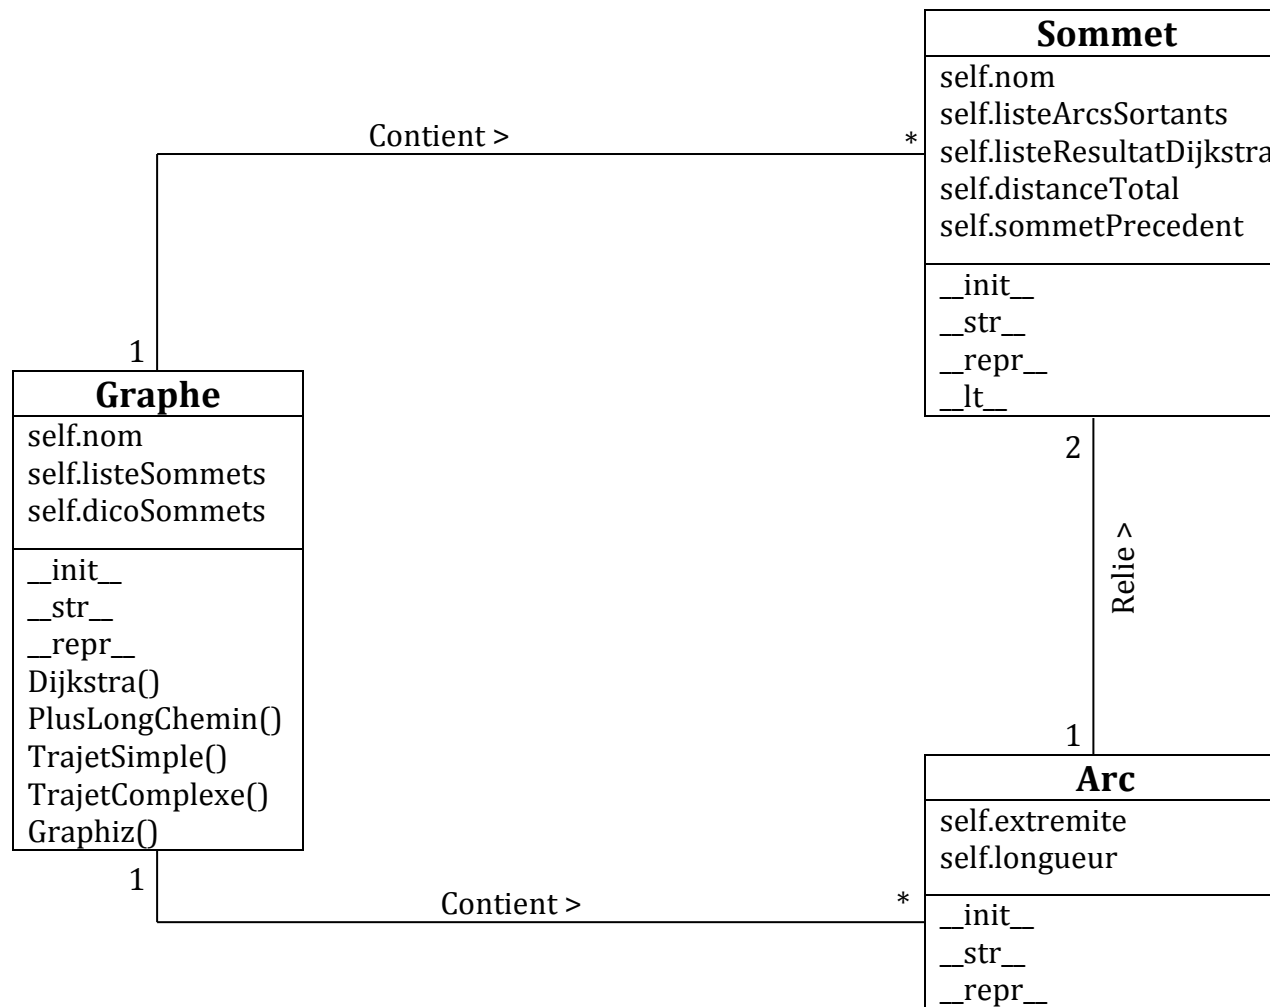 Sommet
self.nom
self.listeArcsSortants
self.listeResultatDijkstra
self.distanceTotal
self.sommetPrecedent
__init__
__str__
__repr__
__lt__
Contient >
*
1
Graphe
self.nom
self.listeSommets
self.dicoSommets
__init__
__str__
__repr__
Dijkstra()
PlusLongChemin()
TrajetSimple()
TrajetComplexe()
Graphiz()
2
Relie >
1
Arc
self.extremite
self.longueur
__init__
__str__
__repr__
1
Contient >
*